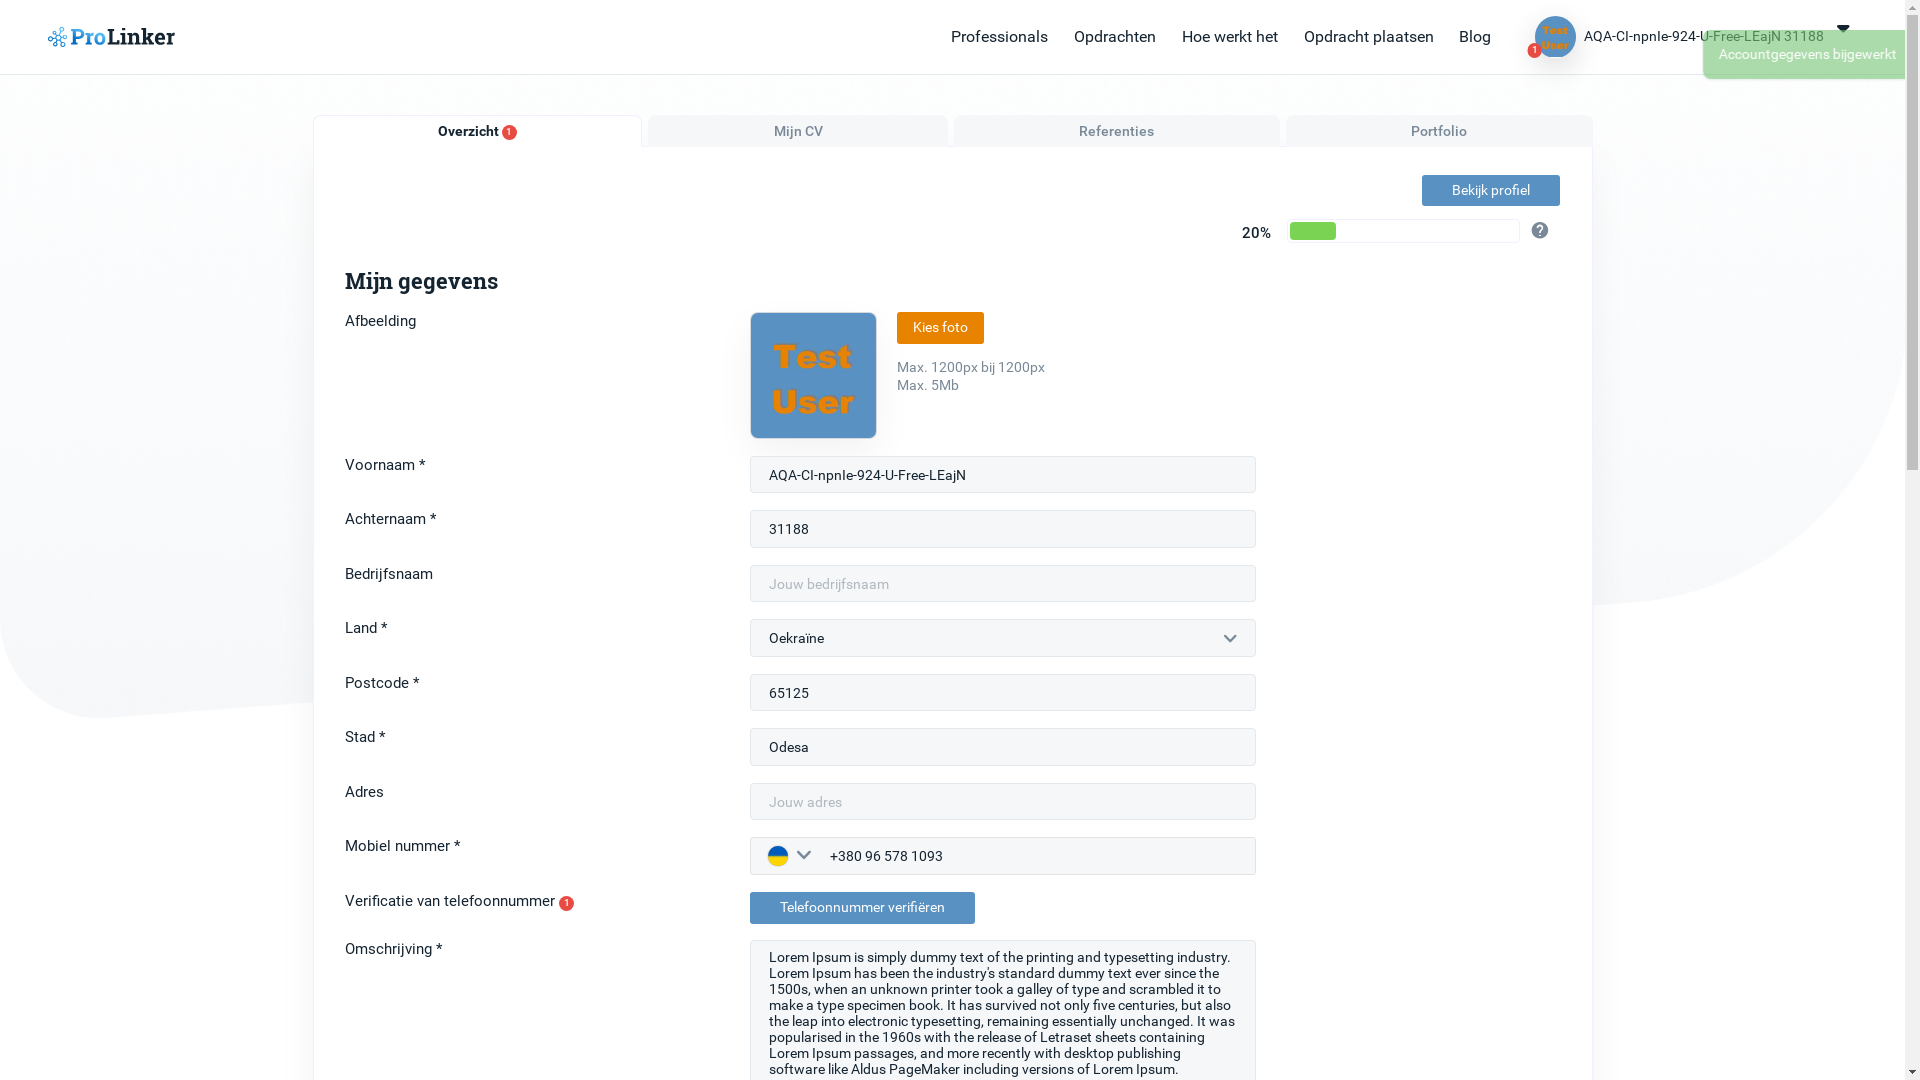 ProLinker
Professionals
Opdrachten
Hoe werkt het
Opdracht plaatsen
Blog
Test
User
1
AQA-CI-npnIe-924-U-Free-LEajN 31188
Accountgegevens bijgewerkt
Overzicht 1
Mijn CV
Referenties
Portfolio
Bekijk profiel
20%
?
Mijn gegevens
Afbeelding
Test
User
Kies foto
Max. 1200px bij 1200px
Max. 5Mb
Voornaam *
AQA-CI-npnIe-924-U-Free-LEajN
Achternaam *
31188
Bedrijfsnaam
Jouw bedrijfsnaam
Land *
Oekraïne
Postcode *
65125
Stad *
Odesa
Adres
Jouw adres
Mobiel nummer *
+380 96 578 1093
Verificatie van telefoonnummer 1
Telefoonnummer verifiëren
Omschrijving *
Lorem Ipsum is simply dummy text of the printing and typesetting industry.
Lorem Ipsum has been the industry's standard dummy text ever since the
1500s, when an unknown printer took a galley of type and scrambled it to
make a type specimen book. It has survived not only five centuries, but also
the leap into electronic typesetting, remaining essentially unchanged. It was
popularised in the 1960s with the release of Letraset sheets containing
Lorem Ipsum passages, and more recently with desktop publishing
software like Aldus PageMaker including versions of Lorem Ipsum.